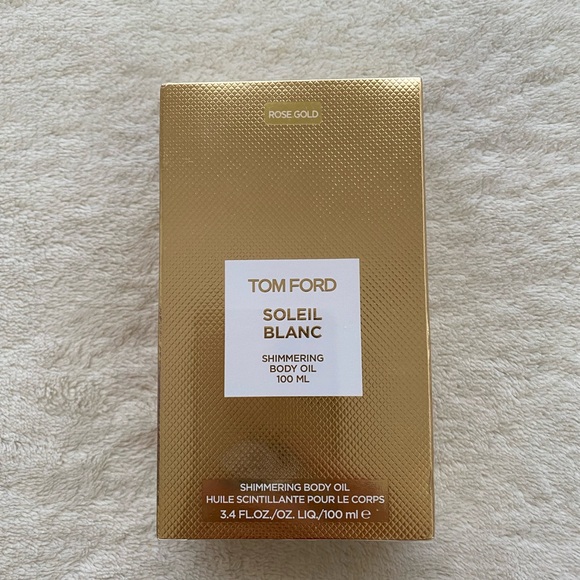 ROSE GOLD
TOM FORD
SOLEIL
BLANC
SHIMMERING
BODY OIL
100 ML
SHIMMERING BODY OIL
HUILE SCINTILLANTE POUR LE CORPS
3.4 FL.OZ./OZ. LIQ./100 ml ℮